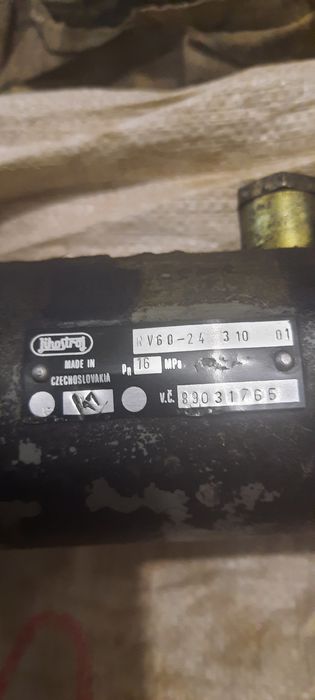 Jihostroj
RV60-24 310 01
MADE IN
CZECHOSLOVAKIA
pn 16 MPa
V.Č. 89031765